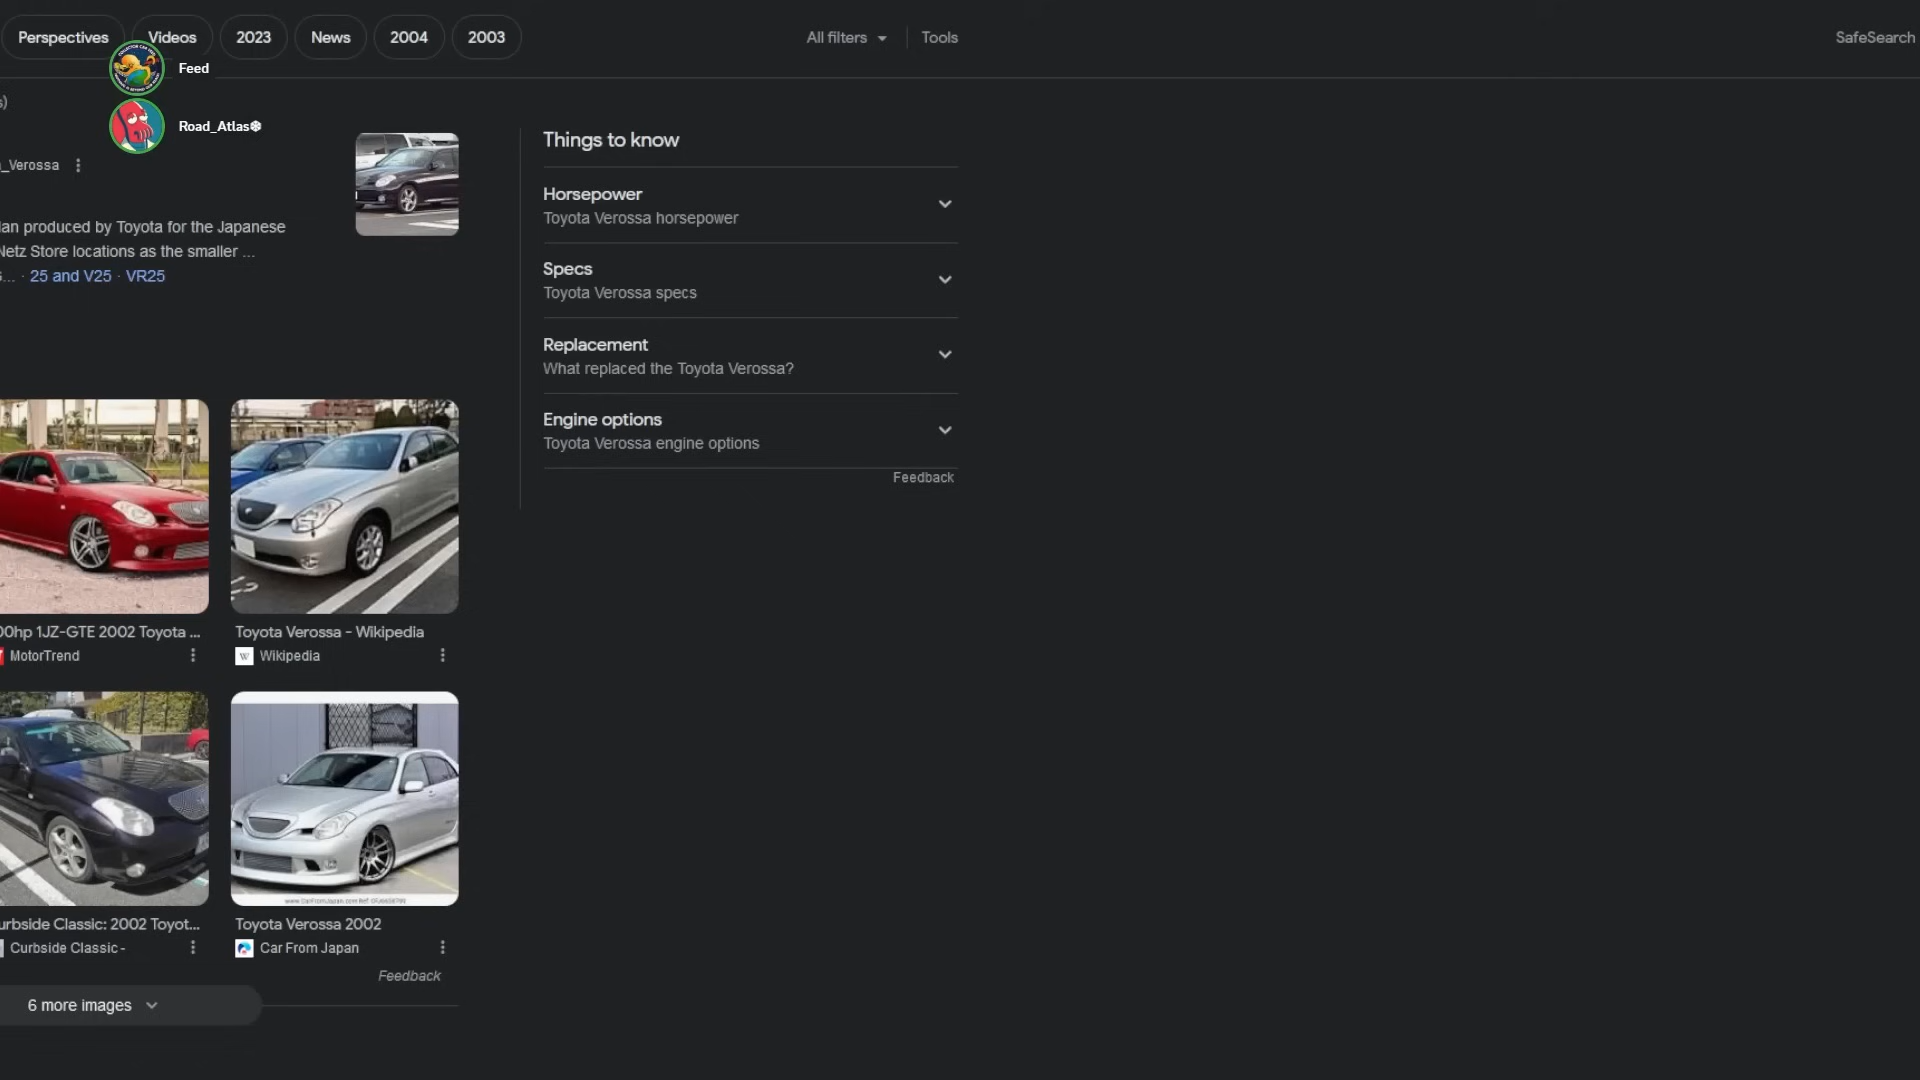 Perspectives
Videos
2023
News
2004
2003
All filters
Tools
SafeSearch
Feed
Road_Atlas
_Verossa
Things to know
Horsepower
Toyota Verossa horsepower
Specs
Toyota Verossa specs
Replacement
What replaced the Toyota Verossa?
Engine options
Toyota Verossa engine options
Feedback
an produced by Toyota for the Japanese
Netz Store locations as the smaller ...
... · 25 and V25 · VR25
00hp 1JZ-GTE 2002 Toyota ...
MotorTrend
Toyota Verossa - Wikipedia
W Wikipedia
urbside Classic: 2002 Toyot...
Curbside Classic -
Toyota Verossa 2002
Car From Japan
Feedback
6 more images